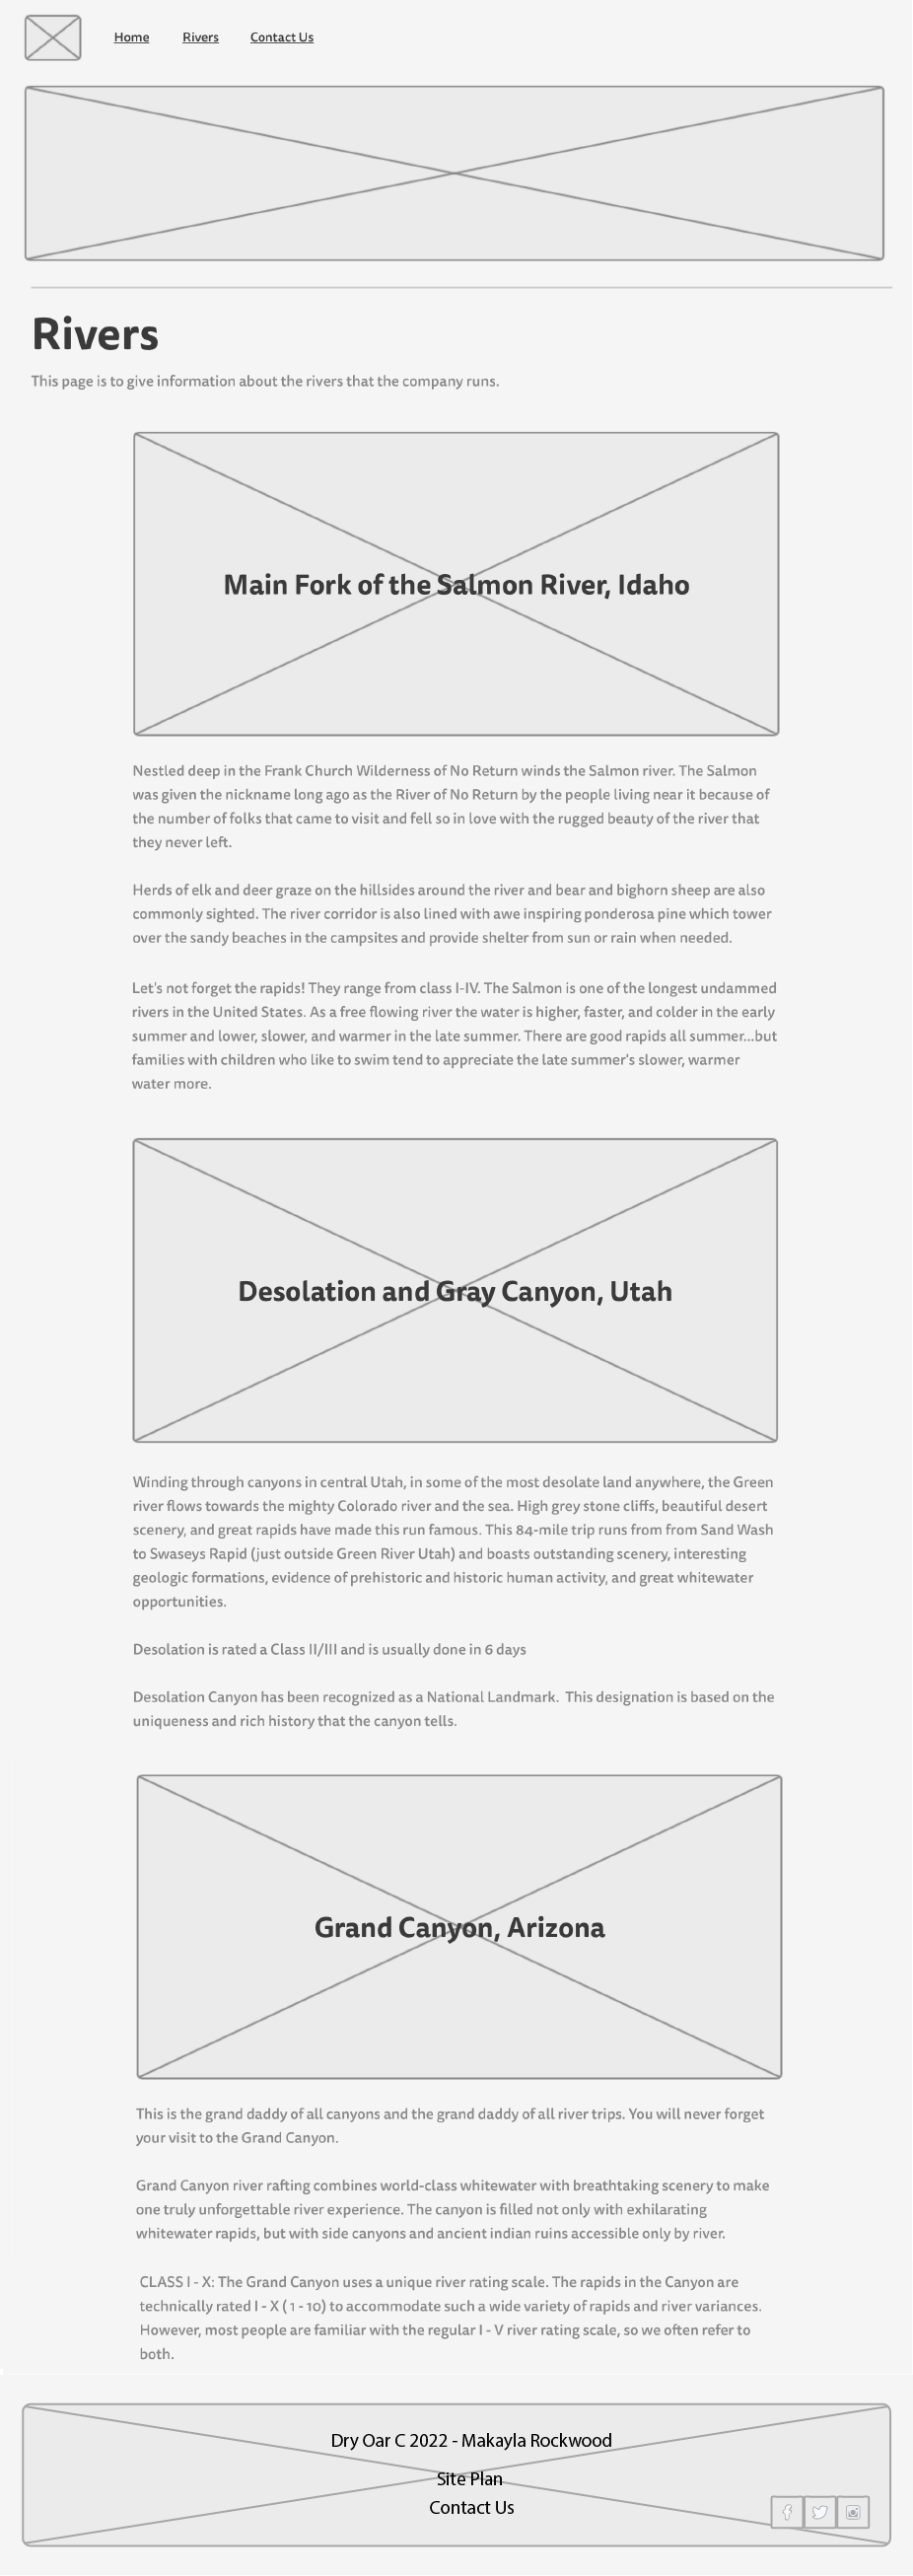 Home Rivers Contact Us
Rivers
This page is to give information about the rivers that the company runs.
Main Fork of the Salmon River, Idaho
Nestled deep in the Frank Church Wilderness of No Return winds the Salmon river. The Salmon
was given the nickname long ago as the River of No Return by the people living near it because of
the number of folks that came to visit and fell so in love with the rugged beauty of the river that
they never left.
Herds of elk and deer graze on the hillsides around the river and bear and bighorn sheep are also
commonly sighted. The river corridor is also lined with awe inspiring ponderosa pine which tower
over the sandy beaches in the campsites and provide shelter from sun or rain when needed.
Let's not forget the rapids! They range from class I-IV. The Salmon is one of the longest undammed
rivers in the United States. As a free flowing river the water is higher, faster, and colder in the early
summer and lower, slower, and warmer in the late summer. There are good rapids all summer...but
families with children who like to swim tend to appreciate the late summer's slower, warmer
water more.
Desolation and Gray Canyon, Utah
Winding through canyons in central Utah, in some of the most desolate land anywhere, the Green
river flows towards the mighty Colorado river and the sea. High grey stone cliffs, beautiful desert
scenery, and great rapids have made this run famous. This 84-mile trip runs from from Sand Wash
to Swaseys Rapid (just outside Green River Utah) and boasts outstanding scenery, interesting
geologic formations, evidence of prehistoric and historic human activity, and great whitewater
opportunities.
Desolation is rated a Class II/III and is usually done in 6 days
Desolation Canyon has been recognized as a National Landmark.  This designation is based on the
uniqueness and rich history that the canyon tells.
Grand Canyon, Arizona
This is the grand daddy of all canyons and the grand daddy of all river trips. You will never forget
your visit to the Grand Canyon.
Grand Canyon river rafting combines world-class whitewater with breathtaking scenery to make
one truly unforgettable river experience. The canyon is filled not only with exhilarating
whitewater rapids, but with side canyons and ancient indian ruins accessible only by river.
CLASS I - X: The Grand Canyon uses a unique river rating scale. The rapids in the Canyon are
technically rated I - X ( 1 - 10) to accommodate such a wide variety of rapids and river variances.
However, most people are familiar with the regular I - V river rating scale, so we often refer to
both.
Dry Oar C 2022 - Makayla Rockwood
Site Plan
Contact Us